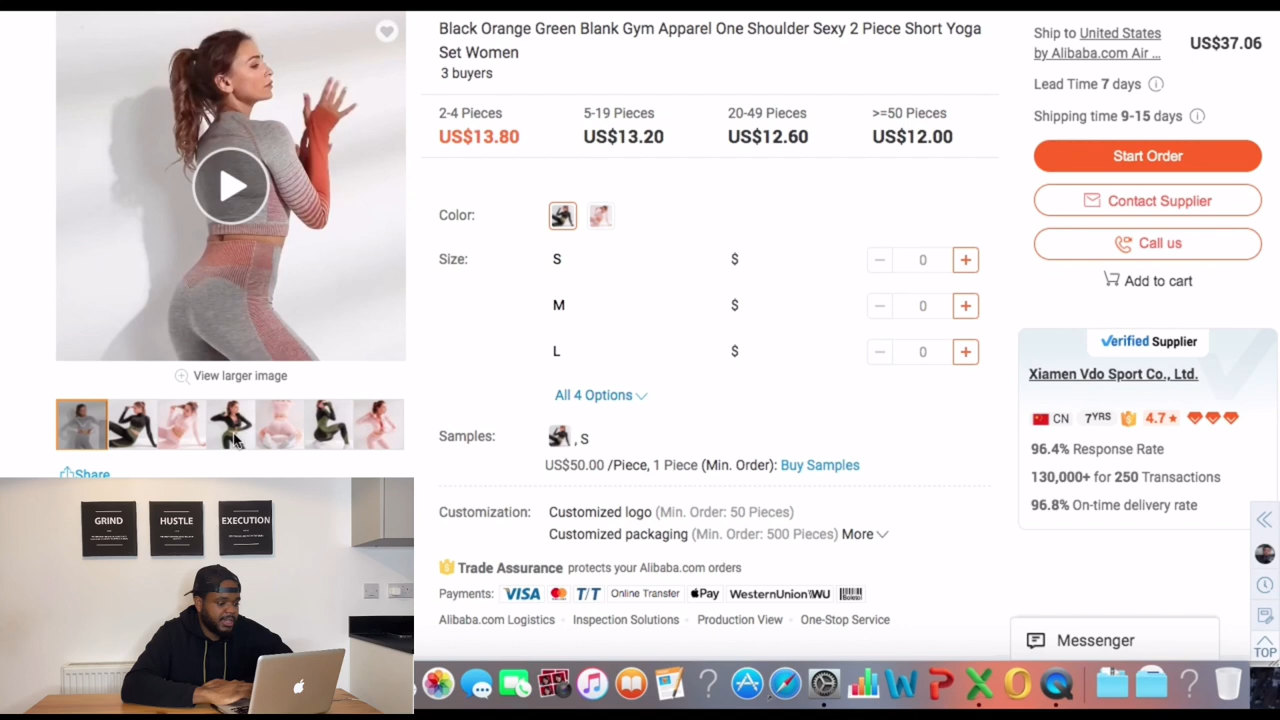 Black Orange Green Blank Gym Apparel One Shoulder Sexy 2 Piece Short Yoga
Set Women
3 buyers
2-4 Pieces
US$13.80
5-19 Pieces
US$13.20
20-49 Pieces
US$12.60
>=50 Pieces
US$12.00
Color:
Size:
S
$
0
M
$
0
L
$
0
All 4 Options
Samples:
, S
US$50.00 /Piece, 1 Piece (Min. Order): Buy Samples
Customization:
Customized logo (Min. Order: 50 Pieces)
Customized packaging (Min. Order: 500 Pieces) More
Trade Assurance protects your Alibaba.com orders
Payments: VISA T/T Online Transfer Pay WesternUnion WU Boleto
Alibaba.com Logistics · Inspection Solutions · Production View · One-Stop Service
View larger image
Share
GRIND
HUSTLE
EXECUTION
Ship to United States
by Alibaba.com Air ...
US$37.06
Lead Time 7 days
Shipping time 9-15 days
Start Order
Contact Supplier
Call us
Add to cart
Verified Supplier
Xiamen Vdo Sport Co., Ltd.
CN 7YRS 4.7
96.4% Response Rate
130,000+ for 250 Transactions
96.8% On-time delivery rate
TOP
Messenger